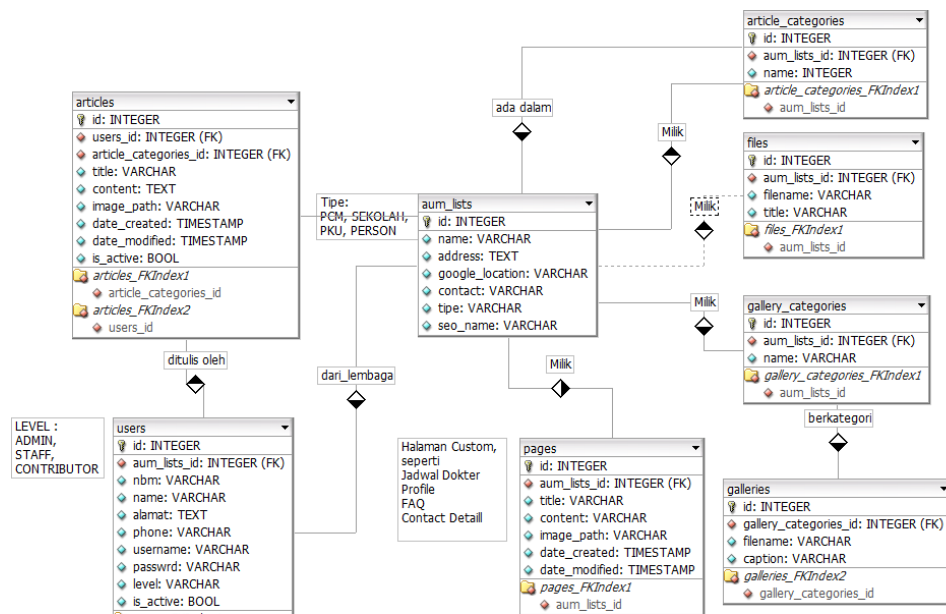 article_categories
id: INTEGER
aum_lists_id: INTEGER (FK)
name: INTEGER
article_categories_FKIndex1
aum_lists_id
articles
id: INTEGER
users_id: INTEGER (FK)
article_categories_id: INTEGER (FK)
title: VARCHAR
content: TEXT
image_path: VARCHAR
date_created: TIMESTAMP
date_modified: TIMESTAMP
is_active: BOOL
articles_FKIndex1
article_categories_id
articles_FKIndex2
users_id
ada dalam
Milik
files
id: INTEGER
aum_lists_id: INTEGER (FK)
filename: VARCHAR
title: VARCHAR
files_FKIndex1
aum_lists_id
Tipe:
PCM, SEKOLAH,
PKU, PERSON
aum_lists
id: INTEGER
name: VARCHAR
address: TEXT
google_location: VARCHAR
contact: VARCHAR
tipe: VARCHAR
seo_name: VARCHAR
Milik
Milik
gallery_categories
id: INTEGER
aum_lists_id: INTEGER (FK)
name: VARCHAR
gallery_categories_FKIndex1
aum_lists_id
ditulis oleh
dari_lembaga
Milik
berkategori
LEVEL :
ADMIN,
STAFF,
CONTRIBUTOR
users
id: INTEGER
aum_lists_id: INTEGER (FK)
nbm: VARCHAR
name: VARCHAR
alamat: TEXT
phone: VARCHAR
username: VARCHAR
passwrd: VARCHAR
level: VARCHAR
is_active: BOOL
Halaman Custom,
seperti
Jadwal Dokter
Profile
FAQ
Contact Detaill
pages
id: INTEGER
aum_lists_id: INTEGER (FK)
title: VARCHAR
content: VARCHAR
image_path: VARCHAR
date_created: TIMESTAMP
date_modified: TIMESTAMP
pages_FKIndex1
aum_lists_id
galleries
id: INTEGER
gallery_categories_id: INTEGER (FK)
filename: VARCHAR
caption: VARCHAR
galleries_FKIndex2
gallery_categories_id